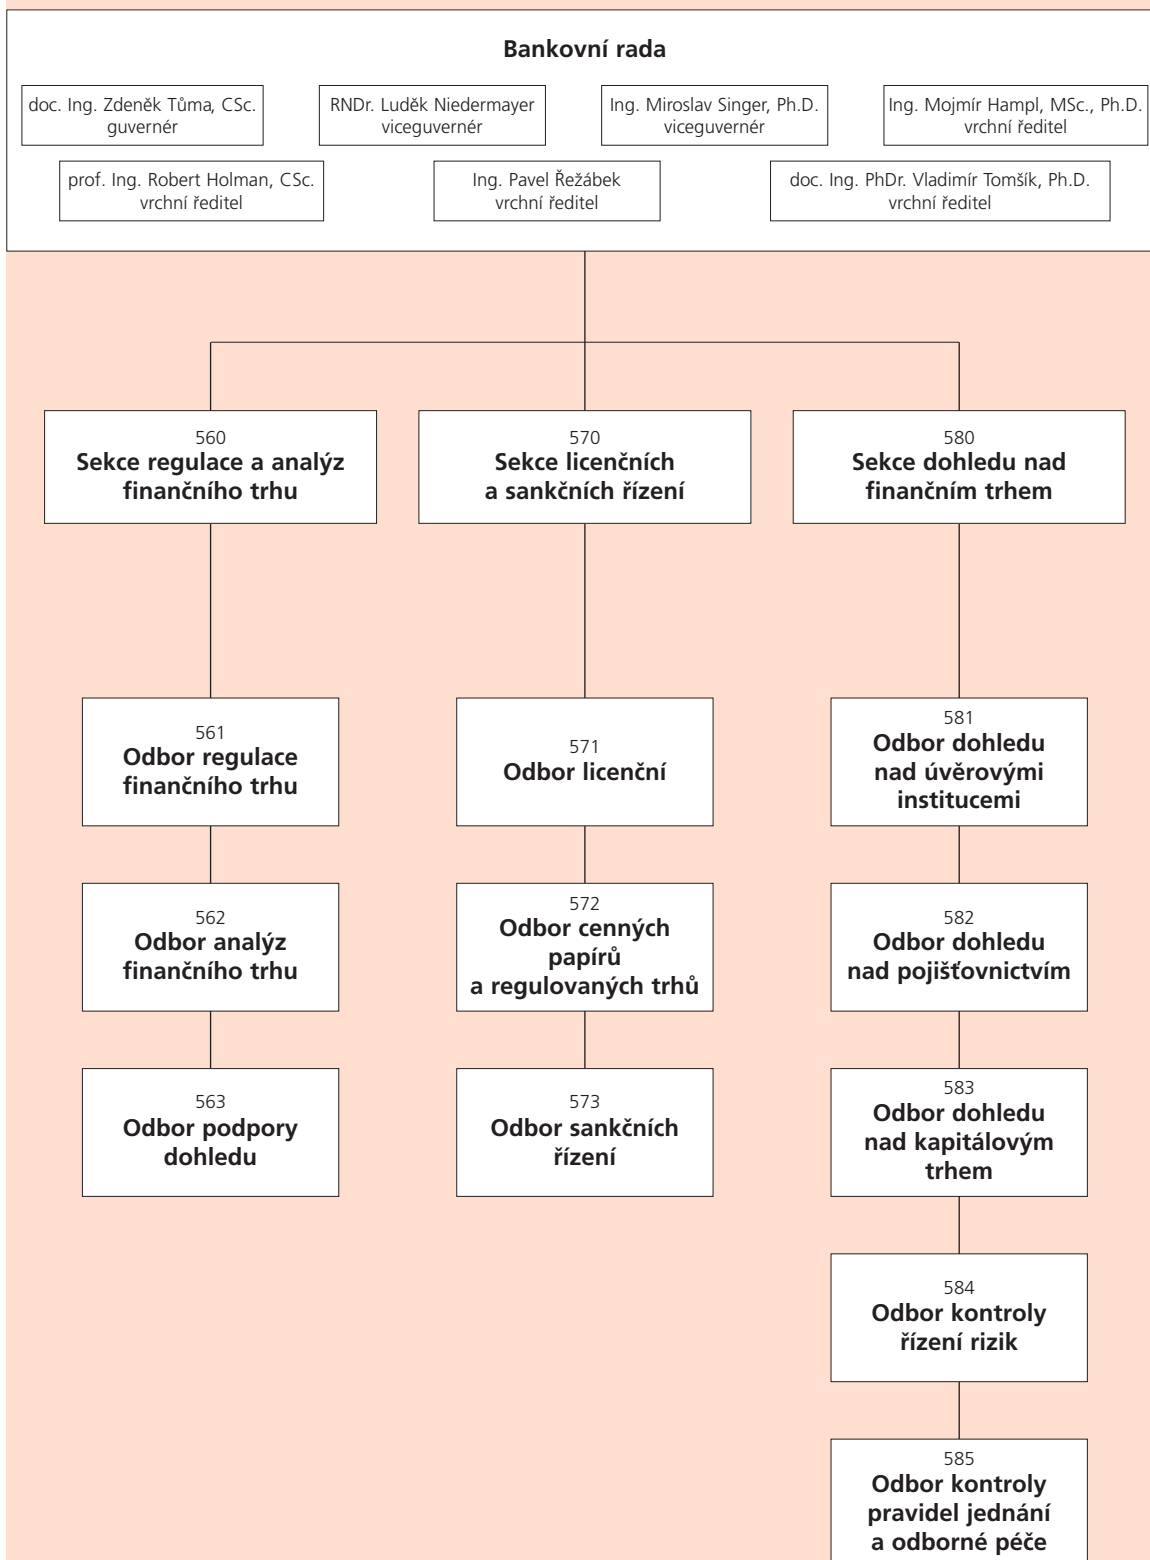 Bankovní rada
doc. Ing. Zdeněk Tůma, CSc.
guvernér
RNDr. Luděk Niedermayer
viceguvernér
Ing. Miroslav Singer, Ph.D.
viceguvernér
Ing. Mojmír Hampl, MSc., Ph.D.
vrchní ředitel
prof. Ing. Robert Holman, CSc.
vrchní ředitel
Ing. Pavel Řežábek
vrchní ředitel
doc. Ing. PhDr. Vladimír Tomšík, Ph.D.
vrchní ředitel
560
Sekce regulace a analýz
finančního trhu
570
Sekce licenčních
a sankčních řízení
580
Sekce dohledu nad
finančním trhem
561
Odbor regulace
finančního trhu
571
Odbor licenční
581
Odbor dohledu
nad úvěrovými
institucemi
562
Odbor analýz
finančního trhu
572
Odbor cenných
papírů
a regulovaných trhů
582
Odbor dohledu
nad pojišťovnictvím
563
Odbor podpory
dohledu
573
Odbor sankčních
řízení
583
Odbor dohledu
nad kapitálovým
trhem
584
Odbor kontroly
řízení rizik
585
Odbor kontroly
pravidel jednání
a odborné péče